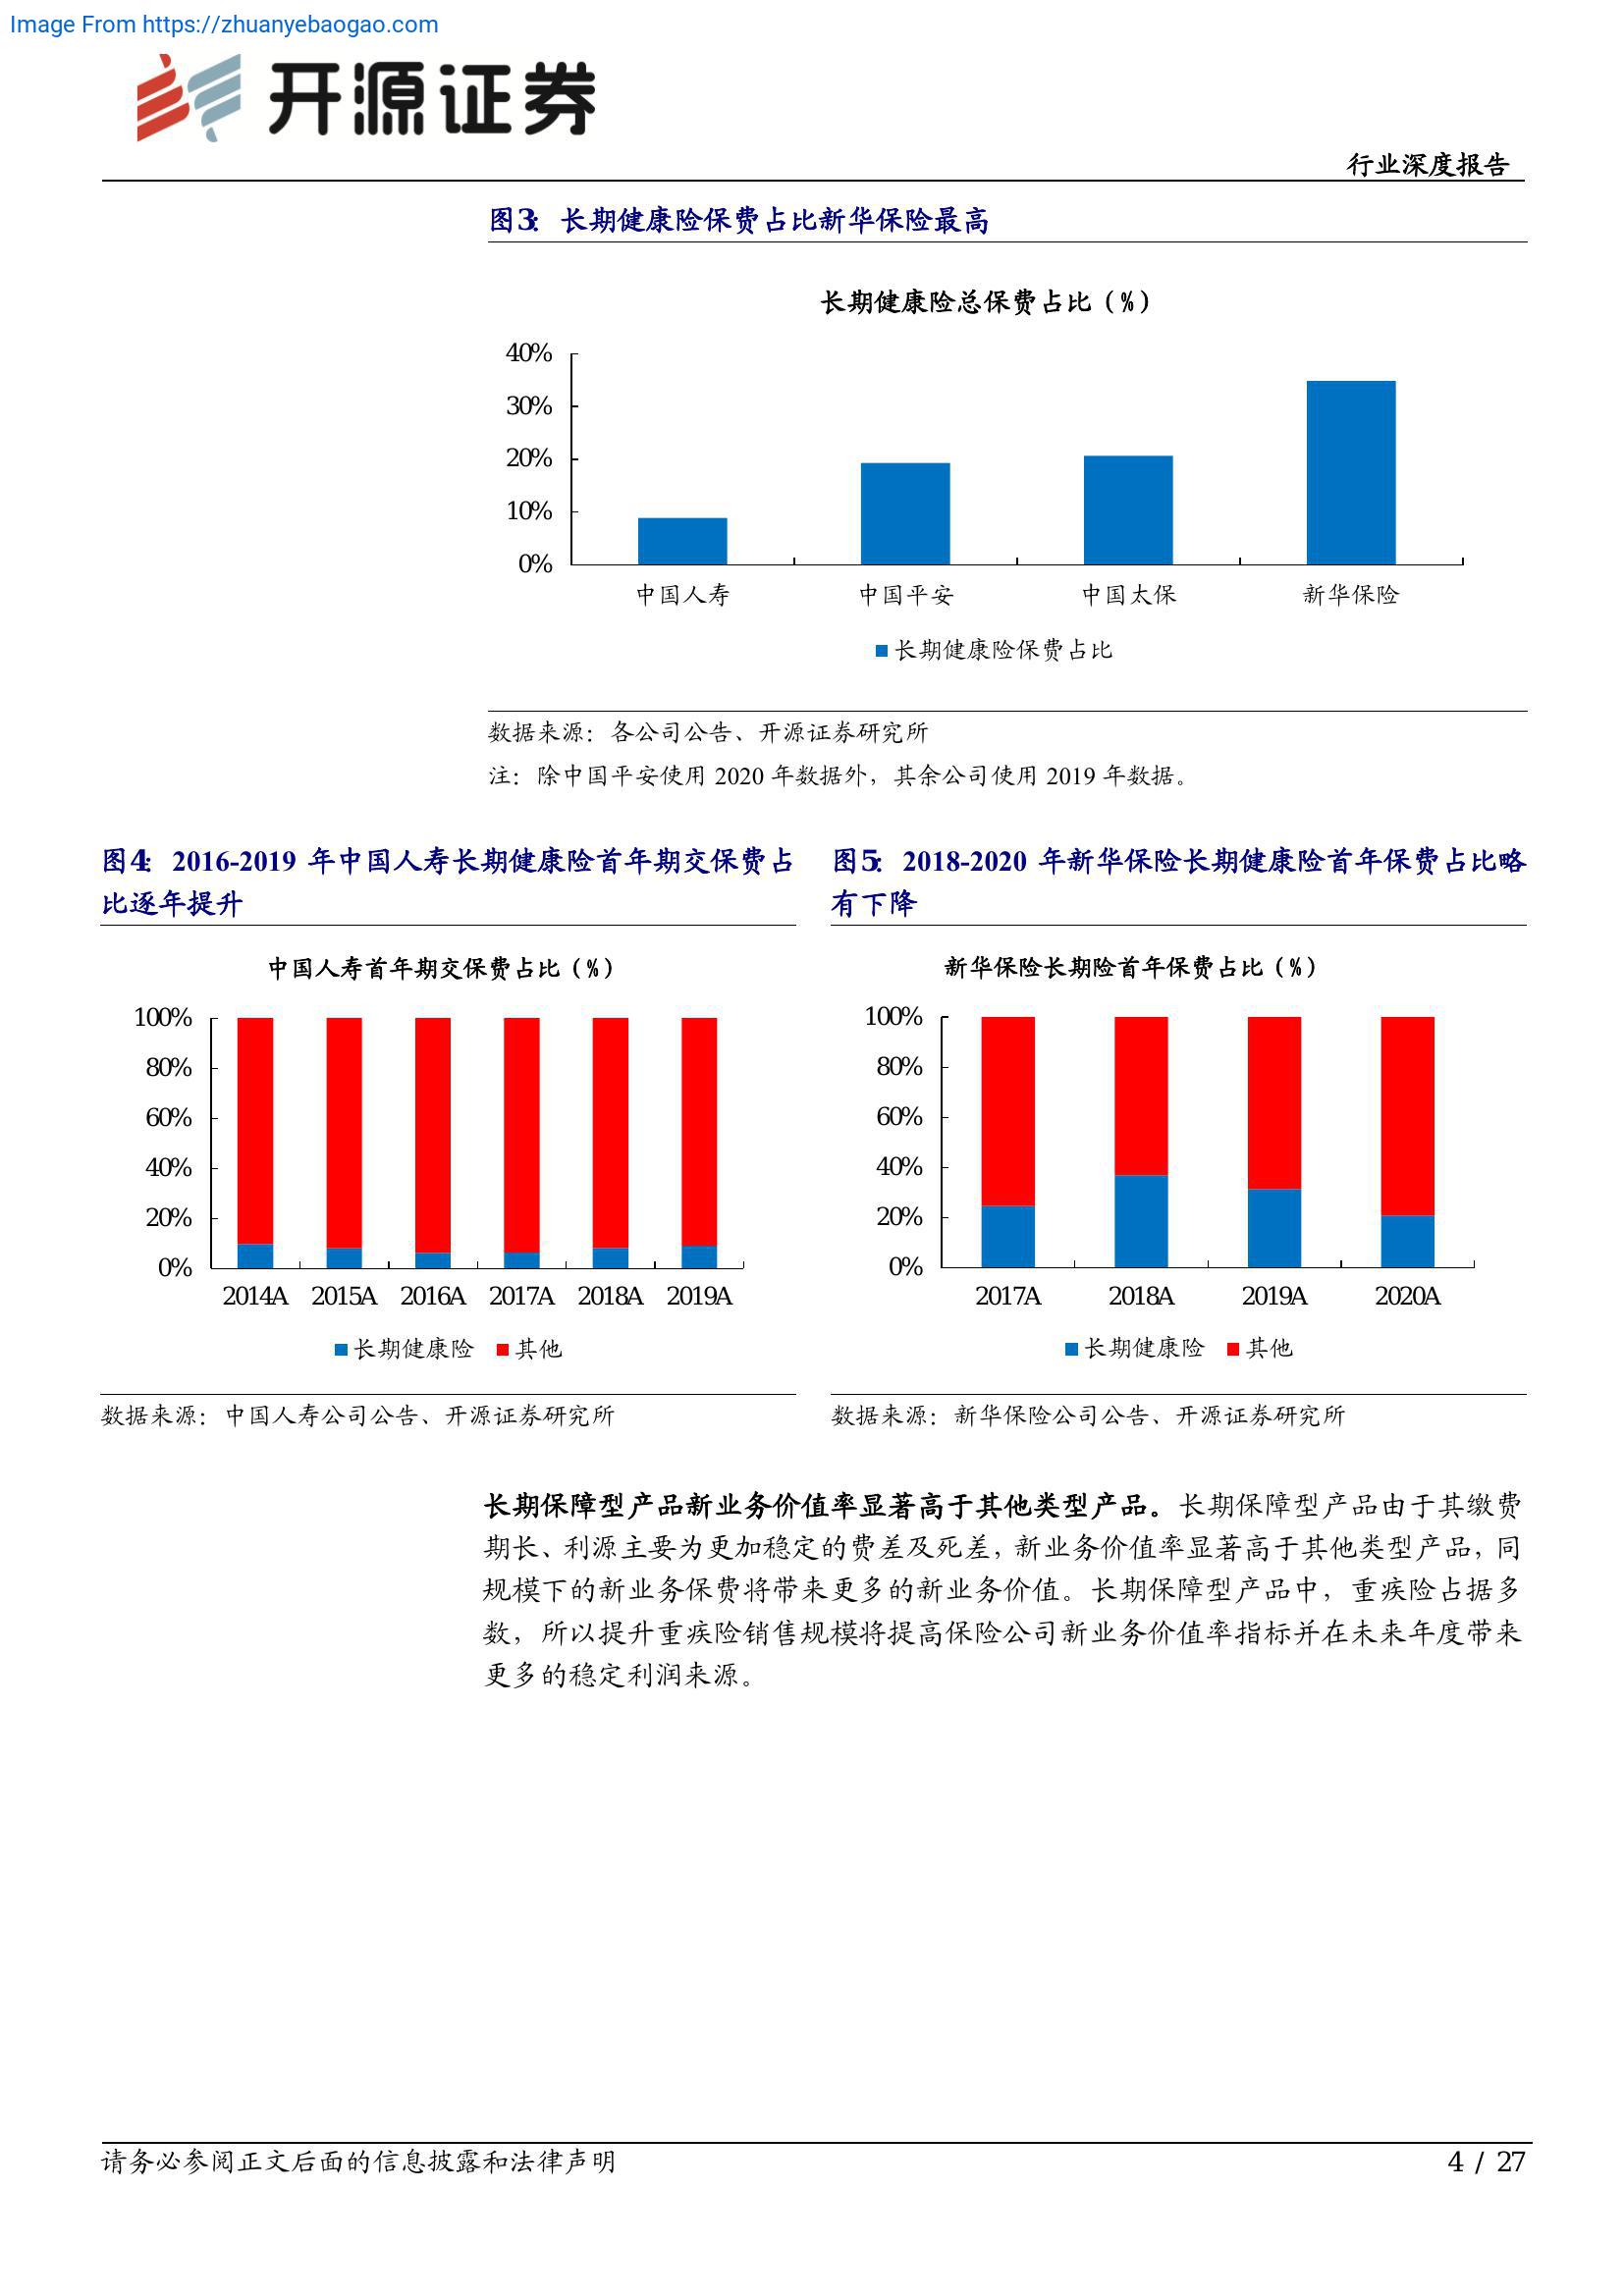 Image From https://zhuanyebaogao.com
开源证券
行业深度报告
图3： 长期健康险保费占比新华保险最高
长期健康险总保费占比（%）
40%
30%
20%
10%
0%
中国人寿 中国平安 中国太保 新华保险
长期健康险保费占比
数据来源：各公司公告、开源证券研究所
注：除中国平安使用 2020 年数据外，其余公司使用 2019 年数据。
图4： 2016-2019 年中国人寿长期健康险首年期交保费占
比逐年提升
中国人寿首年期交保费占比（%）
100%
80%
60%
40%
20%
0%
2014A 2015A 2016A 2017A 2018A 2019A
长期健康险 其他
数据来源：中国人寿公司公告、开源证券研究所
图5： 2018-2020 年新华保险长期健康险首年保费占比略
有下降
新华保险长期险首年保费占比（%）
100%
80%
60%
40%
20%
0%
2017A 2018A 2019A 2020A
长期健康险 其他
数据来源：新华保险公司公告、开源证券研究所
长期保障型产品新业务价值率显著高于其他类型产品。长期保障型产品由于其缴费
期长、利源主要为更加稳定的费差及死差，新业务价值率显著高于其他类型产品，同
规模下的新业务保费将带来更多的新业务价值。长期保障型产品中，重疾险占据多
数，所以提升重疾险销售规模将提高保险公司新业务价值率指标并在未来年度带来
更多的稳定利润来源。
请务必参阅正文后面的信息披露和法律声明
4 / 27